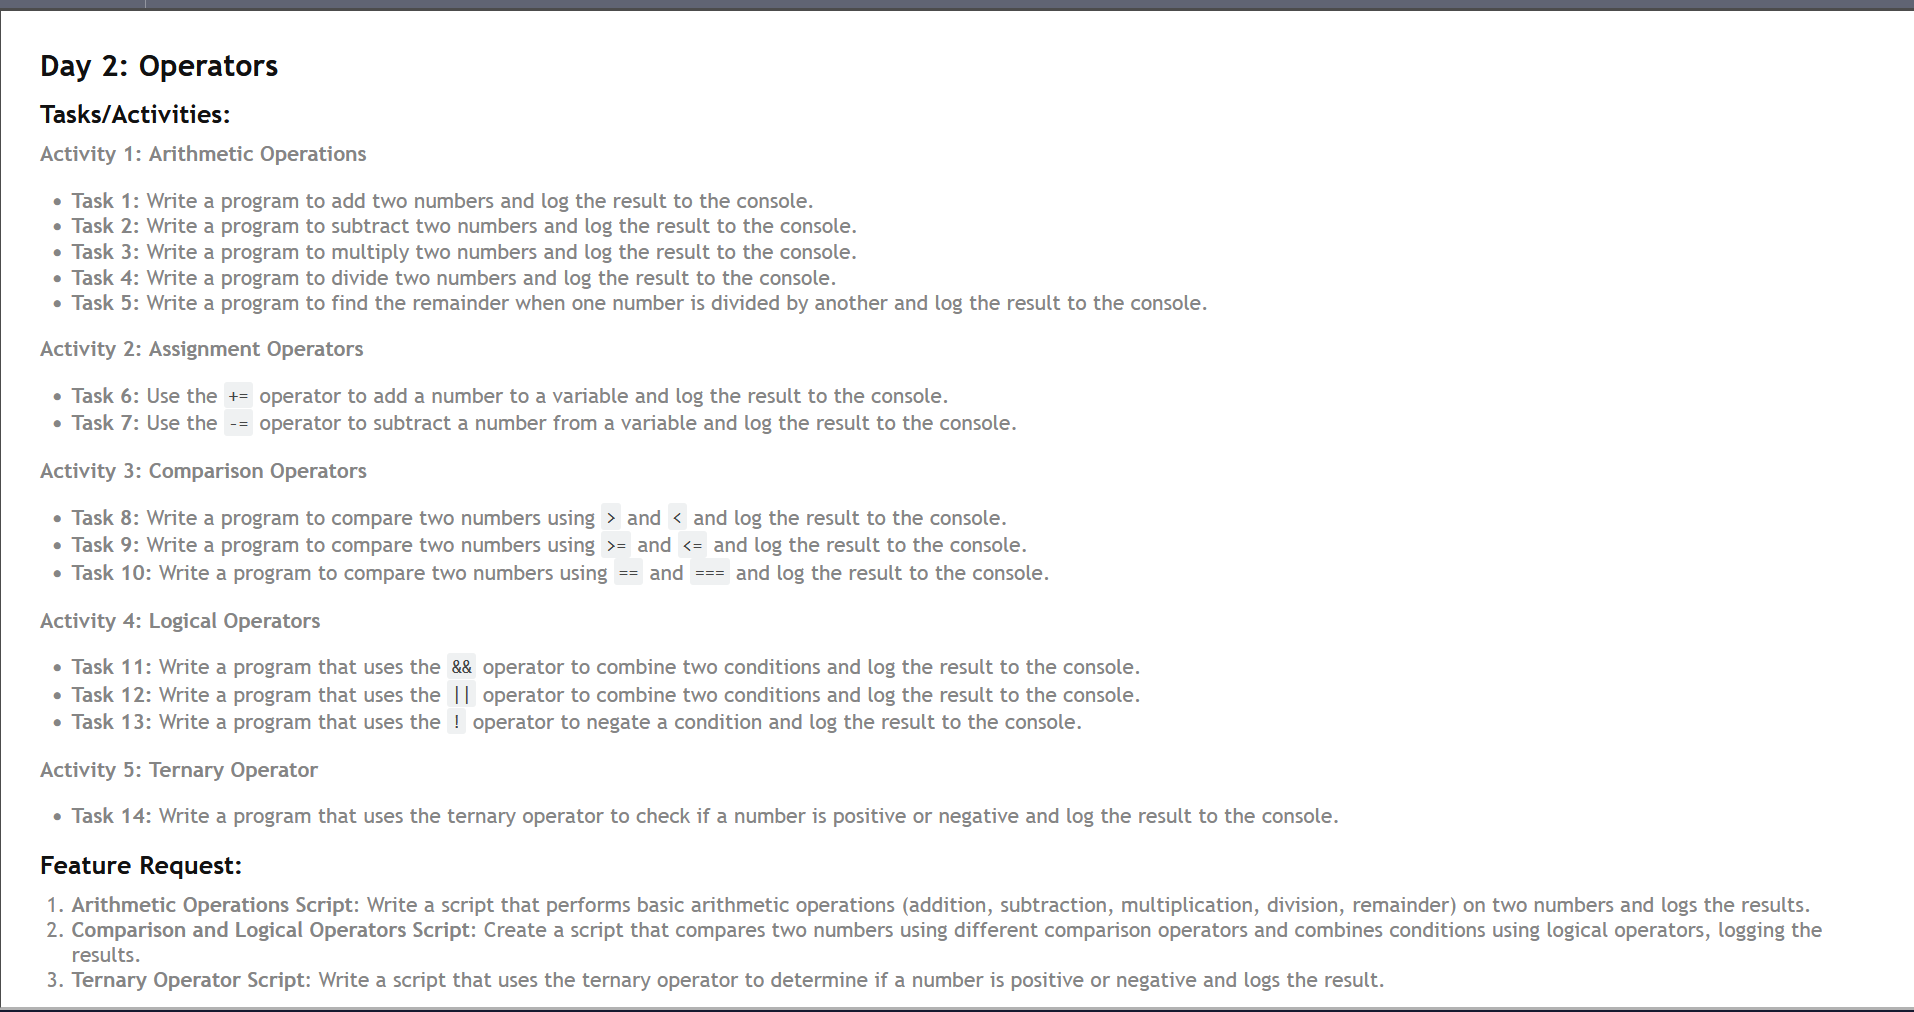 Day 2: Operators
Tasks/Activities:
Activity 1: Arithmetic Operations
• Task 1: Write a program to add two numbers and log the result to the console.
• Task 2: Write a program to subtract two numbers and log the result to the console.
• Task 3: Write a program to multiply two numbers and log the result to the console.
• Task 4: Write a program to divide two numbers and log the result to the console.
• Task 5: Write a program to find the remainder when one number is divided by another and log the result to the console.
Activity 2: Assignment Operators
• Task 6: Use the += operator to add a number to a variable and log the result to the console.
• Task 7: Use the -= operator to subtract a number from a variable and log the result to the console.
Activity 3: Comparison Operators
• Task 8: Write a program to compare two numbers using > and < and log the result to the console.
• Task 9: Write a program to compare two numbers using >= and <= and log the result to the console.
• Task 10: Write a program to compare two numbers using == and === and log the result to the console.
Activity 4: Logical Operators
• Task 11: Write a program that uses the && operator to combine two conditions and log the result to the console.
• Task 12: Write a program that uses the || operator to combine two conditions and log the result to the console.
• Task 13: Write a program that uses the ! operator to negate a condition and log the result to the console.
Activity 5: Ternary Operator
• Task 14: Write a program that uses the ternary operator to check if a number is positive or negative and log the result to the console.
Feature Request:
1. Arithmetic Operations Script: Write a script that performs basic arithmetic operations (addition, subtraction, multiplication, division, remainder) on two numbers and logs the results.
2. Comparison and Logical Operators Script: Create a script that compares two numbers using different comparison operators and combines conditions using logical operators, logging the
results.
3. Ternary Operator Script: Write a script that uses the ternary operator to determine if a number is positive or negative and logs the result.